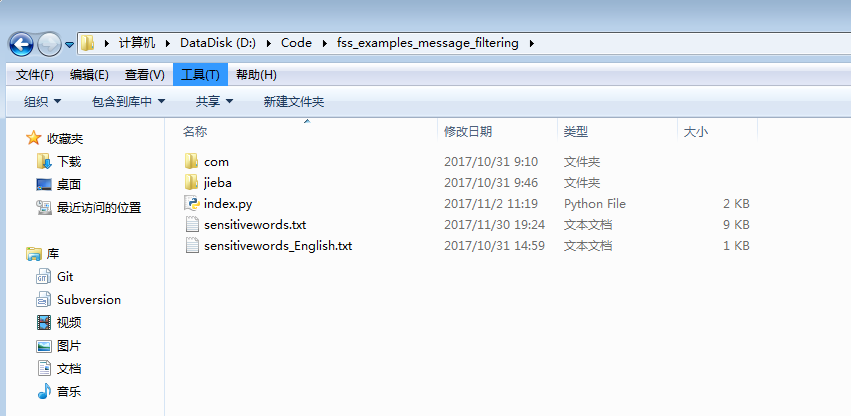 计算机 DataDisk (D:) Code fss_examples_message_filtering
文件(F) 编辑(E) 查看(V) 工具(T) 帮助(H)
组织 包含到库中 共享 新建文件夹
收藏夹
下载
桌面
最近访问的位置
库
Git
Subversion
视频
图片
文档
音乐
名称 修改日期 类型 大小
com 2017/10/31 9:10 文件夹
jieba 2017/10/31 9:46 文件夹
index.py 2017/11/2 11:19 Python File 2 KB
sensitivewords.txt 2017/11/30 19:24 文本文档 9 KB
sensitivewords_English.txt 2017/10/31 14:59 文本文档 1 KB